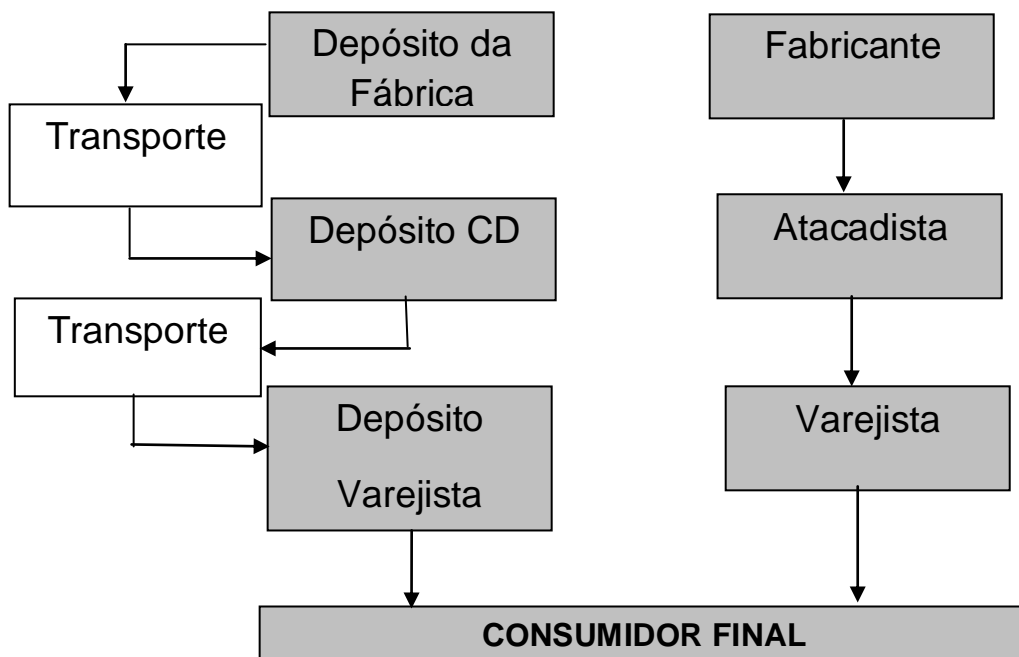 Depósito da
Fábrica
Fabricante
Transporte
Depósito CD
Atacadista
Transporte
Depósito
Varejista
Varejista
CONSUMIDOR FINAL